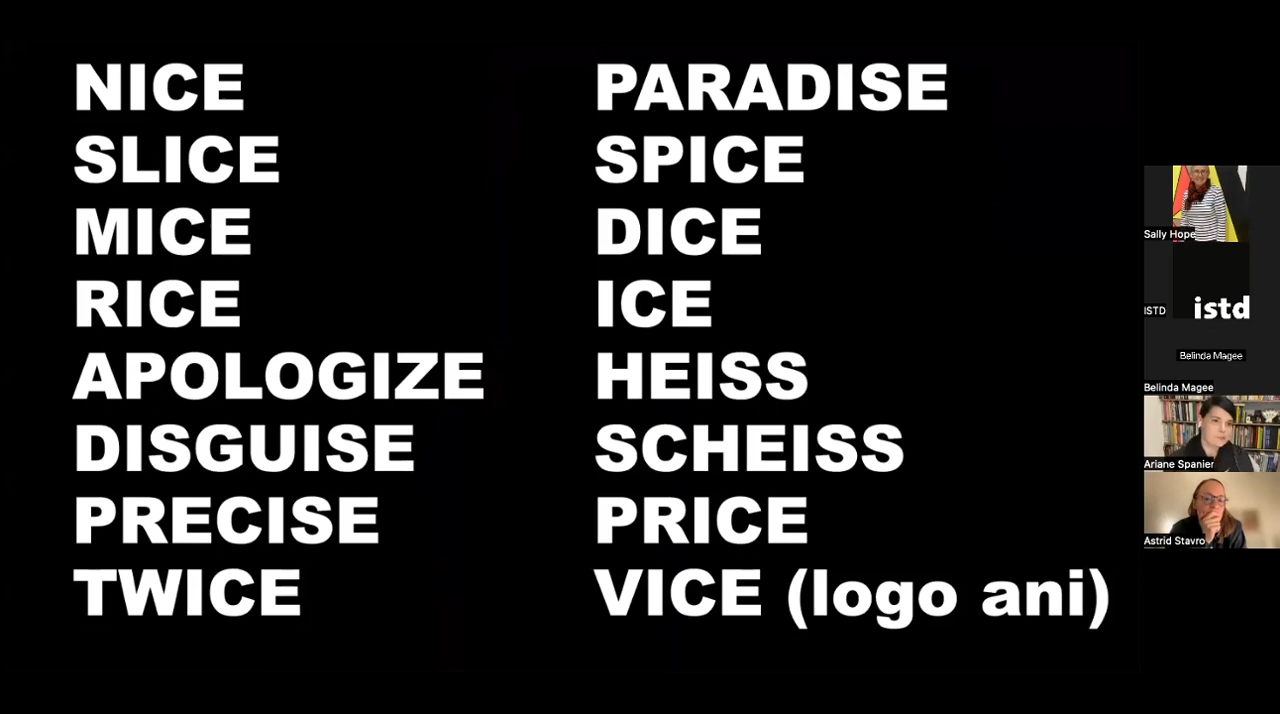 NICE
SLICE
MICE
RICE
APOLOGIZE
DISGUISE
PRECISE
TWICE
PARADISE
SPICE
DICE
ICE
HEISS
SCHEISS
PRICE
VICE (logo ani)
Sally Hope
istd
ISTD
Belinda Magee
Belinda Magee
Ariane Spanier
Astrid Stavro